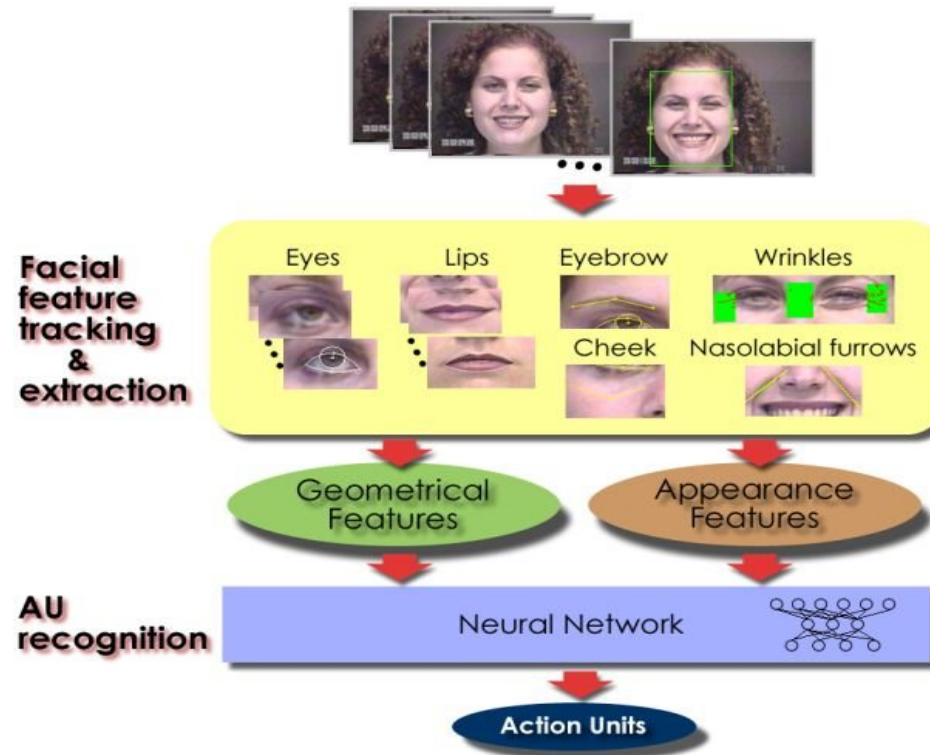 Facial
feature
tracking
&
extraction
Eyes
Lips
Eyebrow
Wrinkles
Cheek
Nasolabial furrows
Geometrical
Features
Appearance
Features
AU
recognition
Neural Network
Action Units